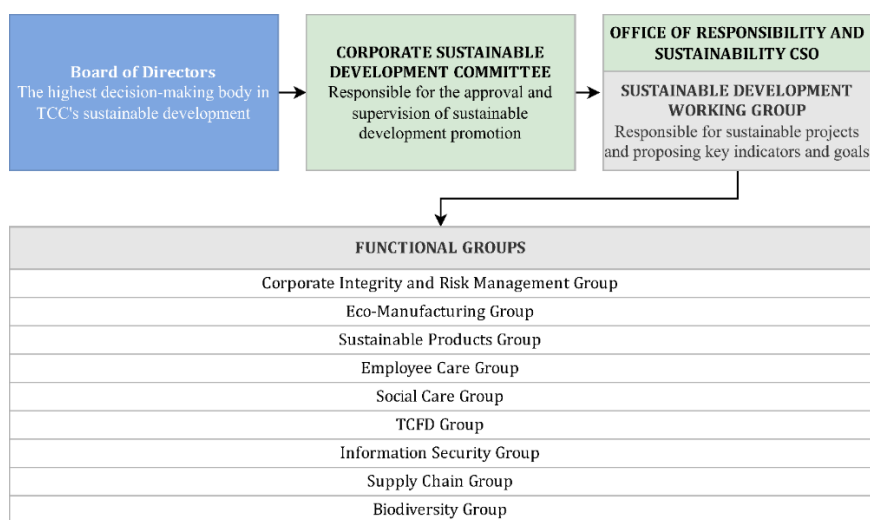 Board of Directors
The highest decision-making body in
TCC's sustainable development
CORPORATE SUSTAINABLE
DEVELOPMENT COMMITTEE
Responsible for the approval and
supervision of sustainable
development promotion
OFFICE OF RESPONSIBILITY AND
SUSTAINABILITY CSO
SUSTAINABLE DEVELOPMENT
WORKING GROUP
Responsible for sustainable projects
and proposing key indicators and goals
FUNCTIONAL GROUPS
Corporate Integrity and Risk Management Group
Eco-Manufacturing Group
Sustainable Products Group
Employee Care Group
Social Care Group
TCFD Group
Information Security Group
Supply Chain Group
Biodiversity Group